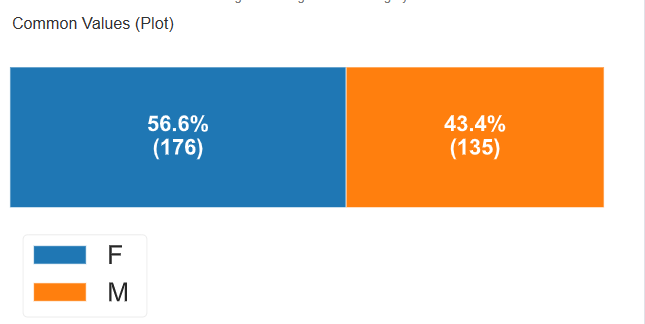 Common Values (Plot)
56.6%
(176)
43.4%
(135)
F
M